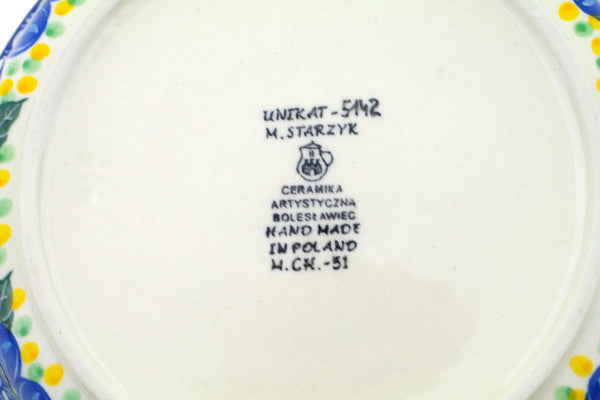 UNIKAT-5142
M. STARZYK
CERAMIKA
ARTYSTYCZNA
BOLESŁAWIEC
HAND MADE
IN POLAND
M.CH.-51